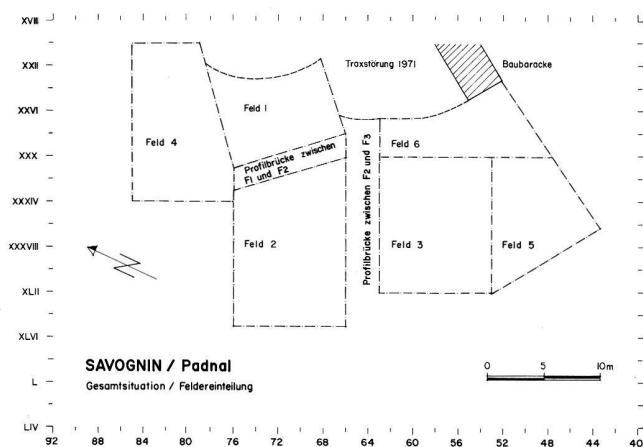 XVIII
XXII
XXVI
XXX
XXXIV
XXXVIII
XLII
XLVI
L
LIV
Traxstörung 1971
Baubaracke
Feld 1
Feld 4
Feld 6
Profilbrücke zwischen
F1 und F2
Profilbrücke zwischen F2 und F3
Feld 2
Feld 3
Feld 5
SAVOGNIN / Padnal
Gesamtsituation / Feldereinteilung
0 5 10m
92 88 84 80 76 72 68 64 60 56 52 48 44 40